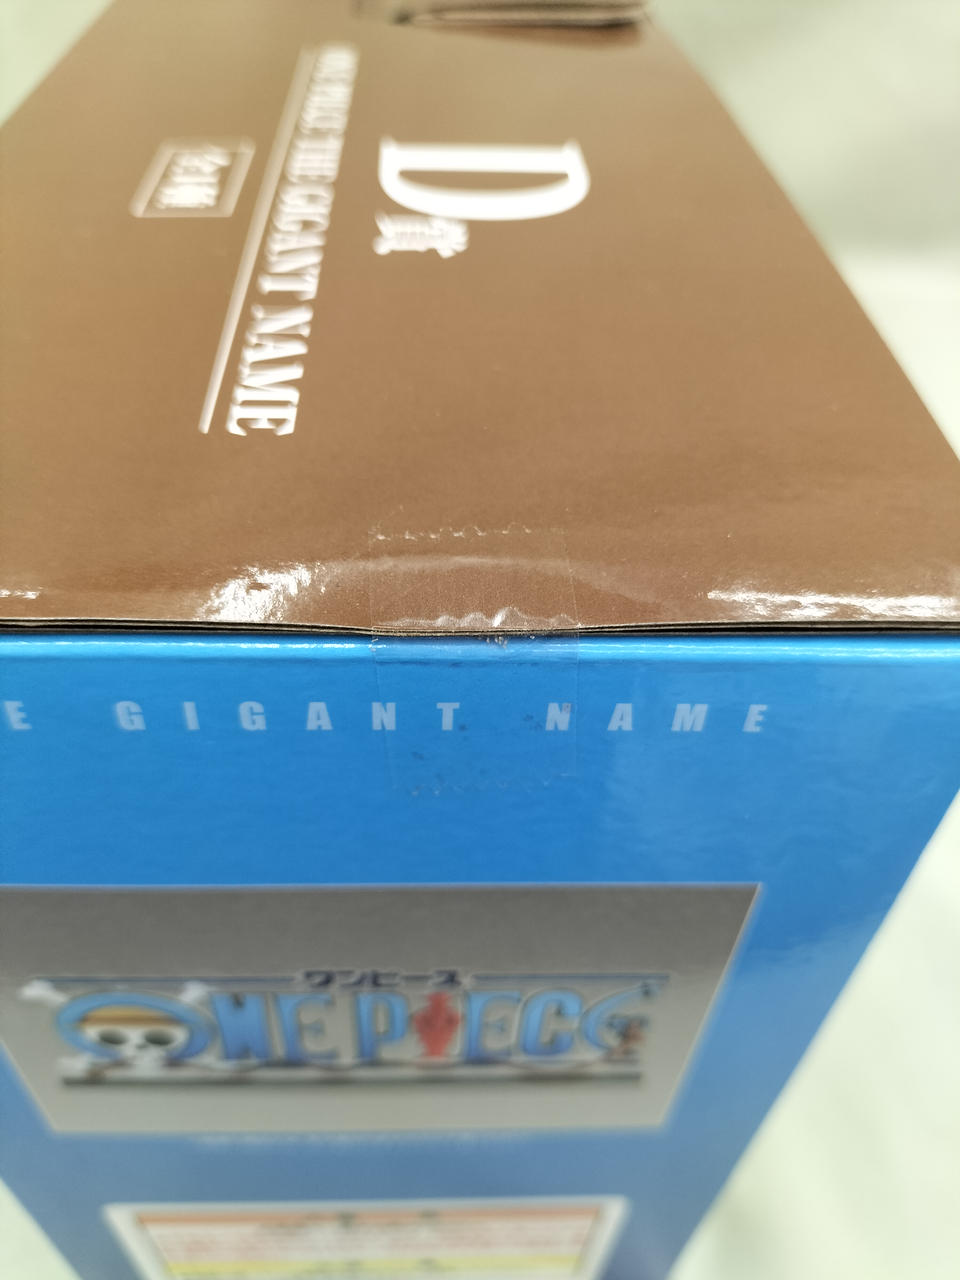 D賞
ONE PIECE THE GIGANT NAME
全1種
E GIGANT NAME
ワンピース
ONE PIECE